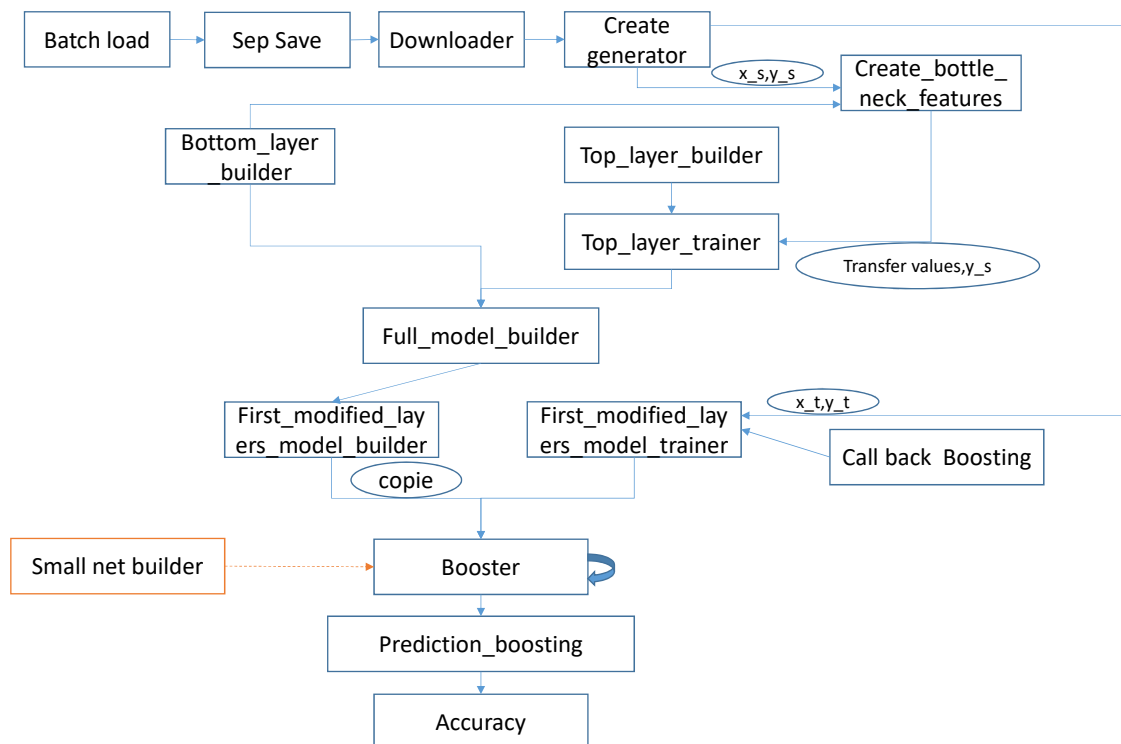 Batch load
Sep Save
Downloader
Create
generator
x_s,y_s
Create_bottle_
neck_features
Bottom_layer
_builder
Top_layer_builder
Top_layer_trainer
Transfer values,y_s
Full_model_builder
First_modified_lay
ers_model_builder
First_modified_lay
ers_model_trainer
x_t,y_t
Call back  Boosting
copie
Small net builder
Booster
Prediction_boosting
Accuracy